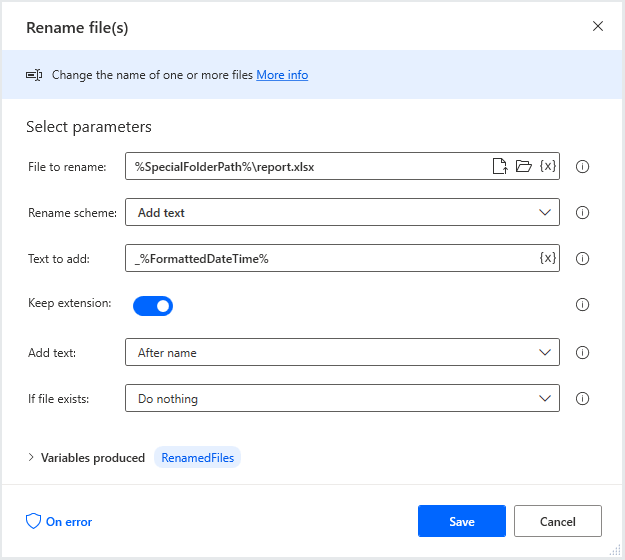 Rename file(s)
Change the name of one or more files More info
Select parameters
File to rename: %SpecialFolderPath%\report.xlsx {x}
Rename scheme: Add text
Text to add: _%FormattedDateTime% {x}
Keep extension:
Add text: After name
If file exists: Do nothing
Variables produced RenamedFiles
On error Save Cancel